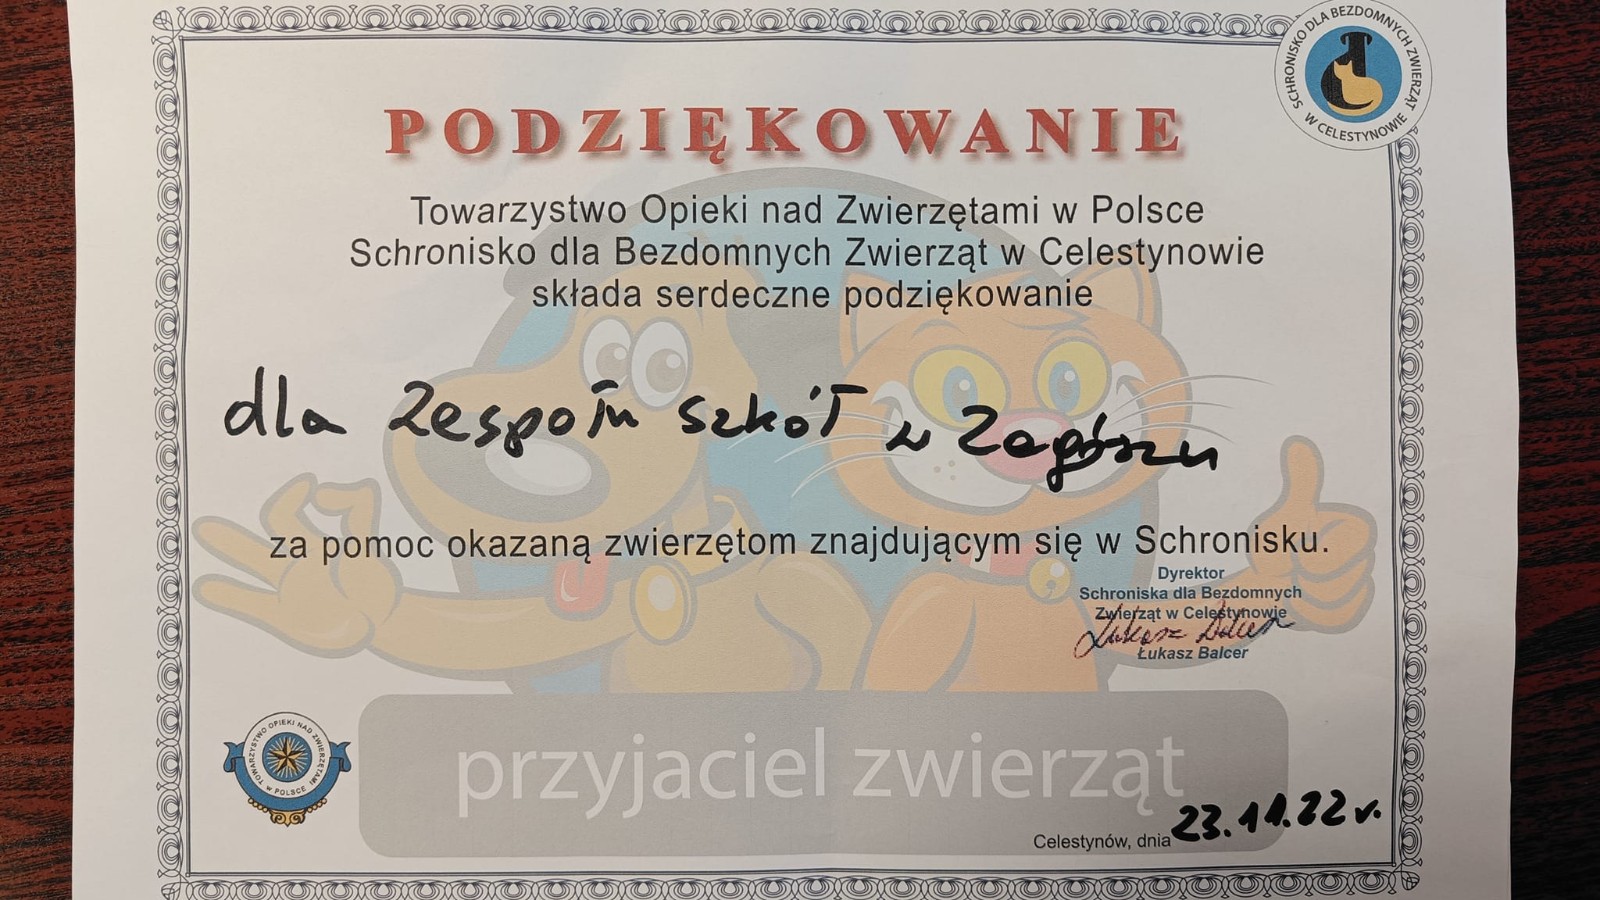 SCHRONISKO DLA BEZDOMNYCH ZWIERZĄT
W CELESTYNOWIE
PODZIĘKOWANIE
Towarzystwo Opieki nad Zwierzętami w Polsce
Schronisko dla Bezdomnych Zwierząt w Celestynowie
składa serdeczne podziękowanie
dla Zespołu szkół w Zagórzu
za pomoc okazaną zwierzętom znajdującym się w Schronisku.
Dyrektor
Schroniska dla Bezdomnych
Zwierząt w Celestynowie
Łukasz Balcer
Łukasz Balcer
TOWARZYSTWO OPIEKI NAD ZWIERZĘTAMI
W POLSCE
przyjaciel zwierząt
Celestynów, dnia 23.11.22 r.